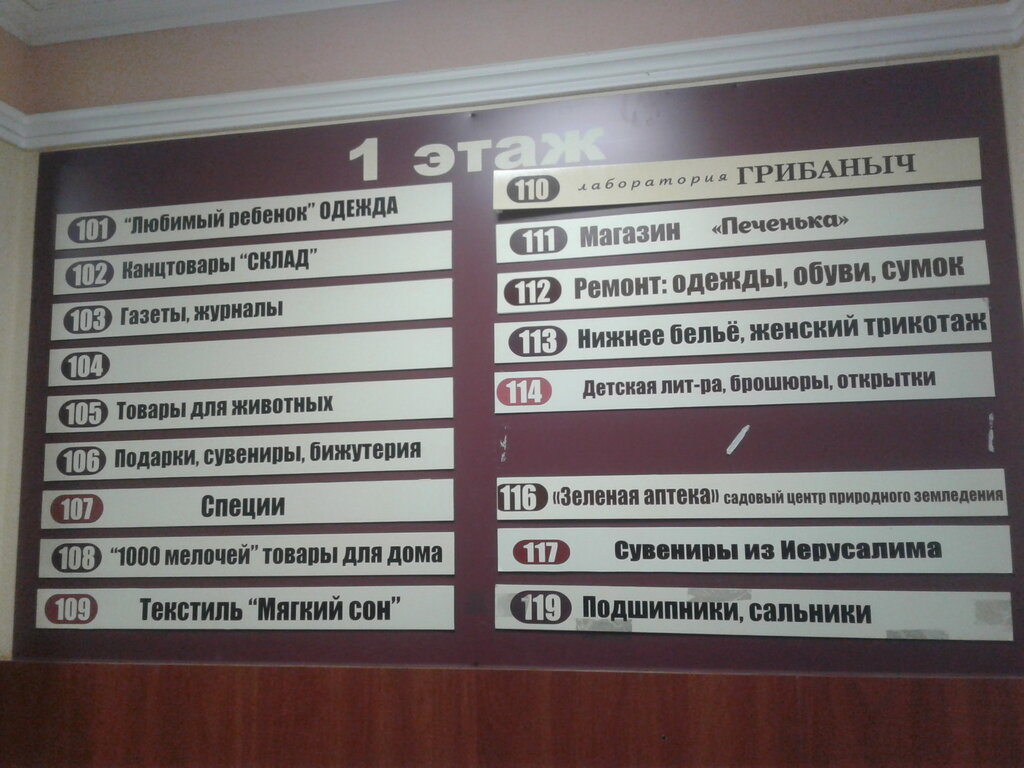 1 этаж
101 "Любимый ребенок" ОДЕЖДА
102 Канцтовары "СКЛАД"
103 Газеты, журналы
104
105 Товары для животных
106 Подарки, сувениры, бижутерия
107 Специи
108 "1000 мелочей" товары для дома
109 Текстиль "Мягкий сон"
110 лаборатория ГРИБАНЫЧ
111 Магазин «Печенька»
112 Ремонт: одежды, обуви, сумок
113 Нижнее бельё, женский трикотаж
114 Детская лит-ра, брошюры, открытки
116 «Зеленая аптека» садовый центр природного земледения
117 Сувениры из Иерусалима
119 Подшипники, сальники